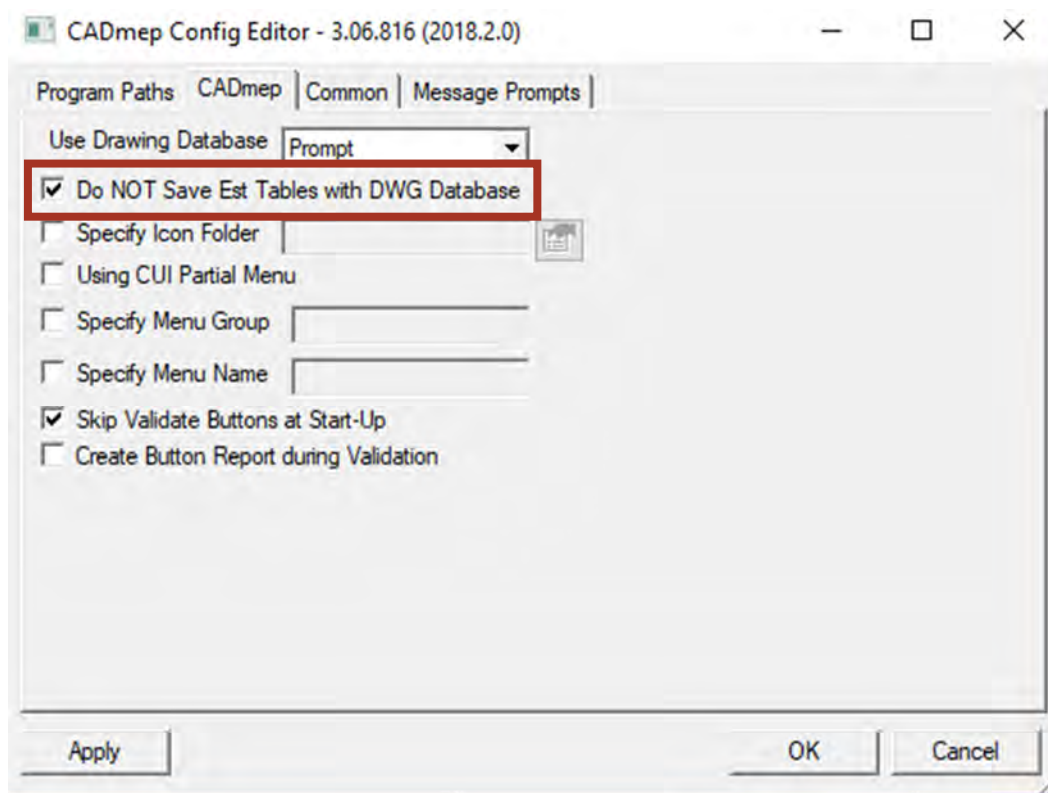 CADmep Config Editor - 3.06.816 (2018.2.0)
Program Paths CADmep Common Message Prompts
Use Drawing Database Prompt
Do NOT Save Est Tables with DWG Database
Specify Icon Folder
Using CUI Partial Menu
Specify Menu Group
Specify Menu Name
Skip Validate Buttons at Start-Up
Create Button Report during Validation
Apply OK Cancel